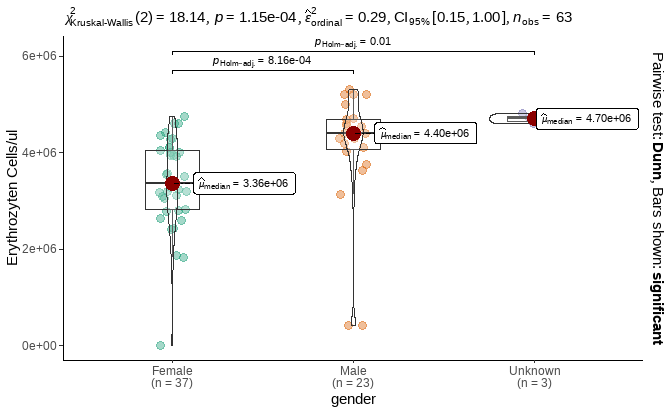 χ²Kruskal-Wallis(2) = 18.14, p = 1.15e-04, ε̂²ordinal = 0.29, CI95% [0.15, 1.00], nobs = 63
pHolm-adj. = 0.01
pHolm-adj. = 8.16e-04
6e+06
4e+06
2e+06
0e+00
Erythrozyten Cells/ul
μ̂median = 3.36e+06
μ̂median = 4.40e+06
μ̂median = 4.70e+06
Pairwise test: Dunn, Bars shown: significant
Female
(n = 37)
Male
(n = 23)
Unknown
(n = 3)
gender